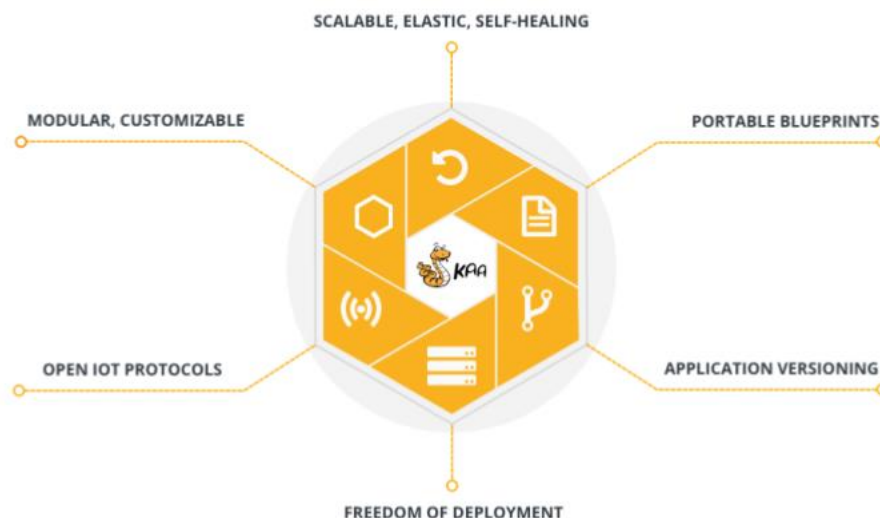 SCALABLE, ELASTIC, SELF-HEALING
MODULAR, CUSTOMIZABLE
PORTABLE BLUEPRINTS
KAA
OPEN IOT PROTOCOLS
APPLICATION VERSIONING
FREEDOM OF DEPLOYMENT